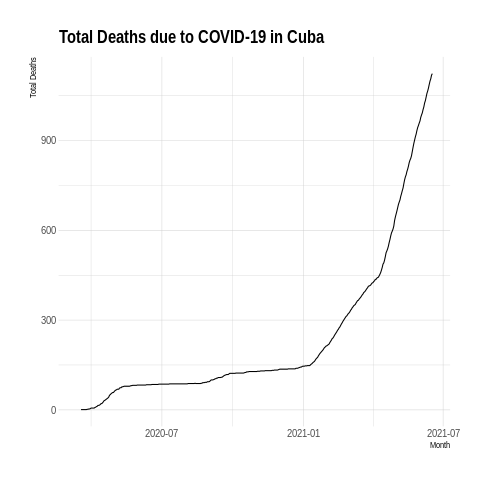 Total Deaths due to COVID-19 in Cuba
Total Deaths
900
600
300
0
2020-07
2021-01
2021-07
Month